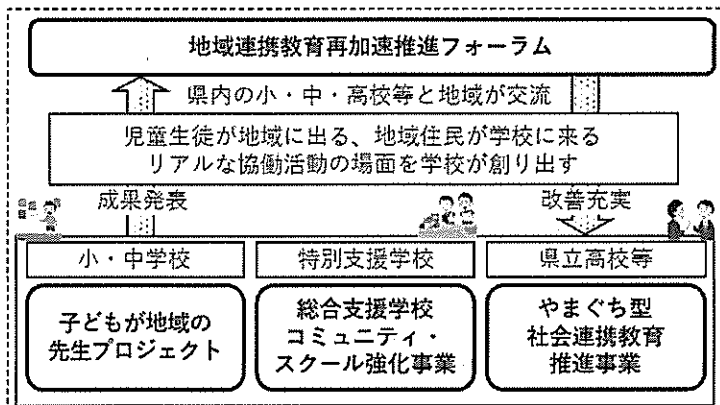 地域連携教育再加速推進フォーラム
県内の小・中・高校等と地域が交流
児童生徒が地域に出る、地域住民が学校に来る
リアルな協働活動の場面を学校が創り出す
成果発表
改善充実
小・中学校
特別支援学校
県立高校等
子どもが地域の
先生プロジェクト
総合支援学校
コミュニティ・
スクール強化事業
やまぐち型
社会連携教育
推進事業